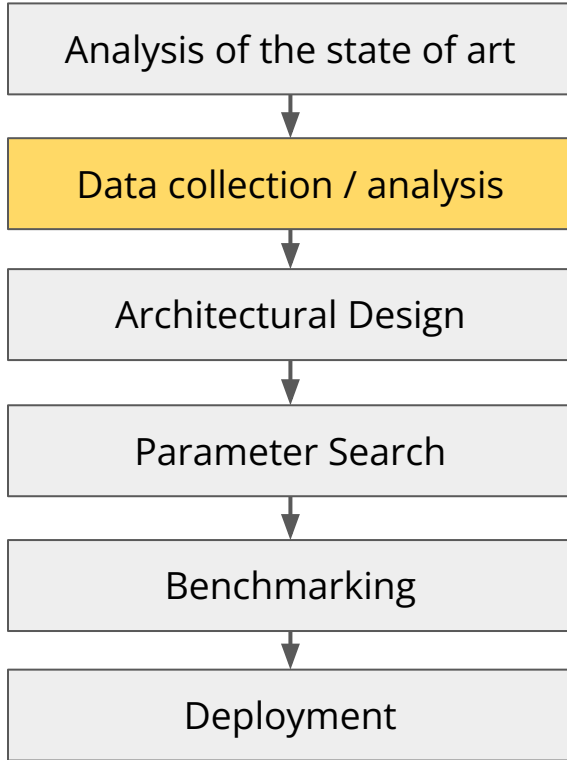 Analysis of the state of art
Data collection / analysis
Architectural Design
Parameter Search
Benchmarking
Deployment